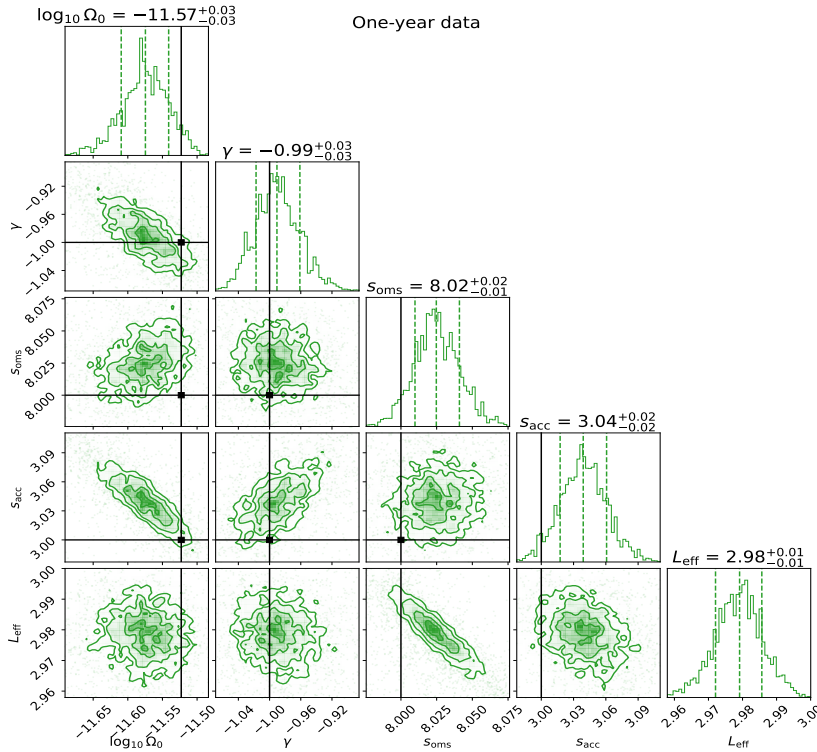 log₁₀ Ω₀ = −11.57⁺⁰·⁰³₋₀.₀₃
One-year data
γ = −0.99⁺⁰·⁰³₋₀.₀₃
−0.92
−0.96
−1.00
−1.04
γ
s_oms = 8.02⁺⁰·⁰²₋₀.₀₁
8.075
8.050
8.025
8.000
s_oms
s_acc = 3.04⁺⁰·⁰²₋₀.₀₂
3.09
3.06
3.03
3.00
s_acc
L_eff = 2.98⁺⁰·⁰¹₋₀.₀₁
3.00
2.99
2.98
2.97
2.96
L_eff
−11.65 −11.60 −11.55 −11.50
−1.04 −1.00 −0.96 −0.92
8.000 8.025 8.050 8.075
3.00 3.03 3.06 3.09
2.96 2.97 2.98 2.99 3.00
log₁₀ Ω₀ γ s_oms s_acc L_eff